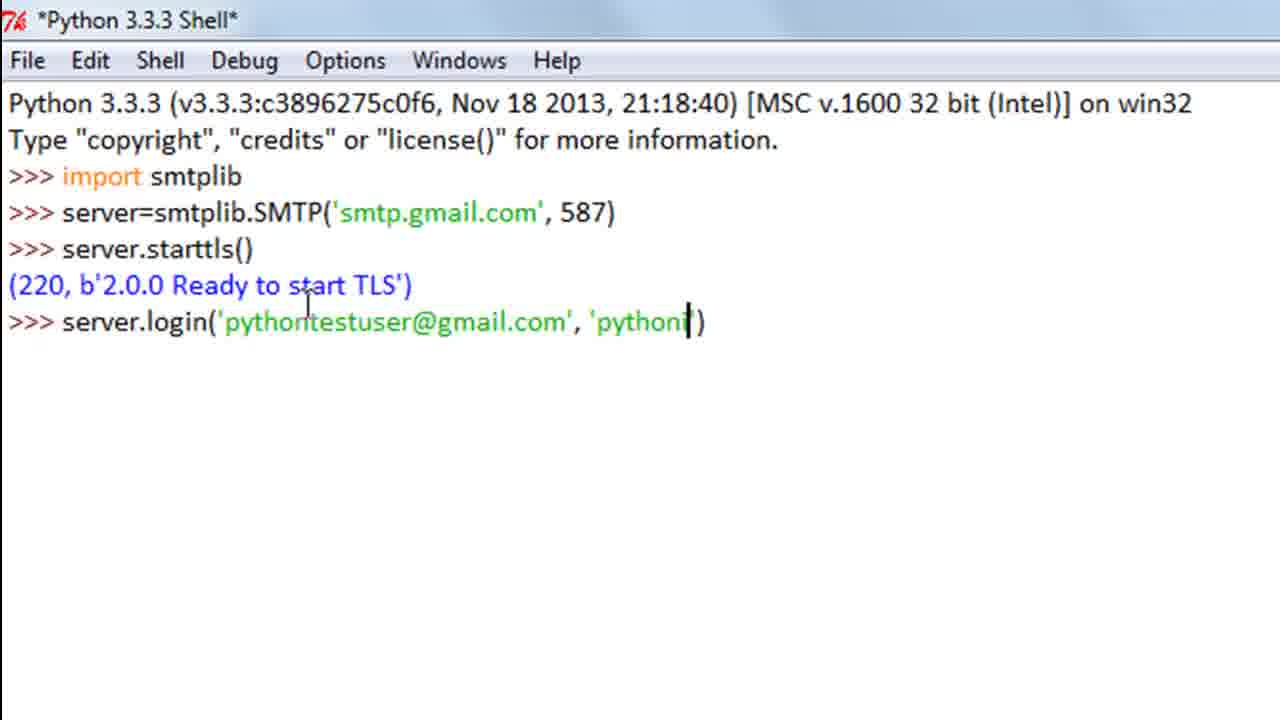 *Python 3.3.3 Shell*
File Edit Shell Debug Options Windows Help
Python 3.3.3 (v3.3.3:c3896275c0f6, Nov 18 2013, 21:18:40) [MSC v.1600 32 bit (Intel)] on win32
Type "copyright", "credits" or "license()" for more information.
>>> import smtplib
>>> server=smtplib.SMTP('smtp.gmail.com', 587)
>>> server.starttls()
(220, b'2.0.0 Ready to start TLS')
>>> server.login('pythontestuser@gmail.com', 'pythoni')